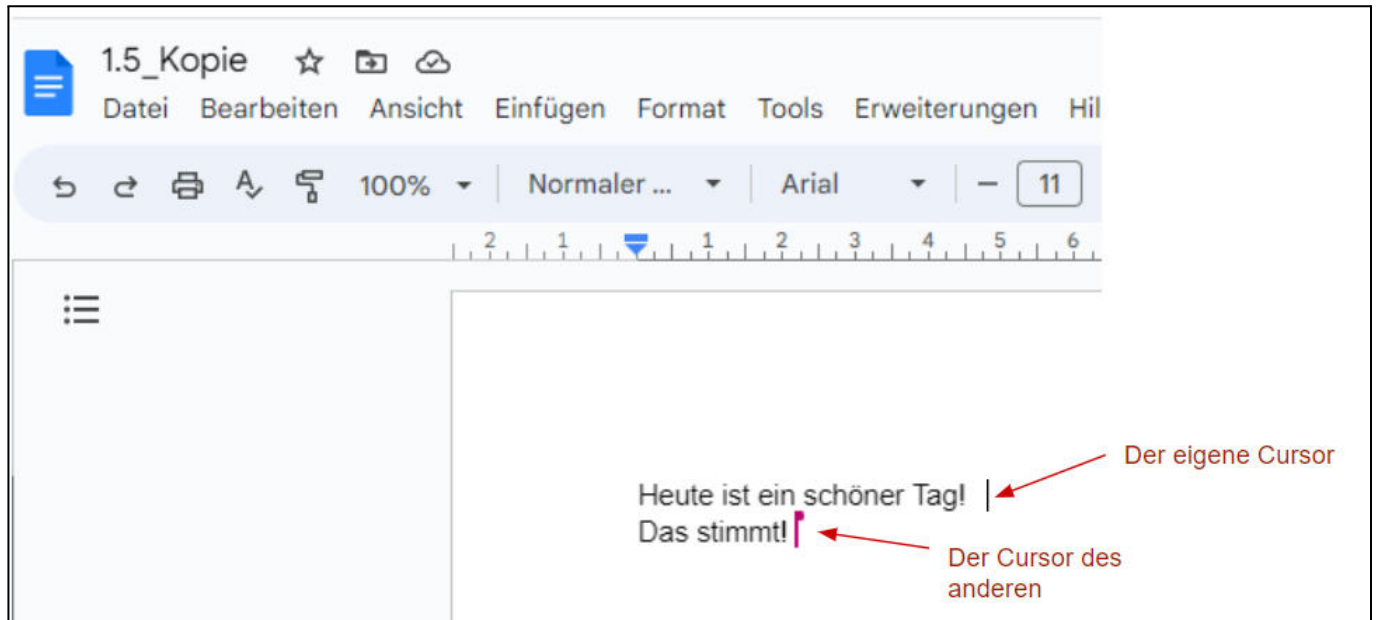 1.5_Kopie
Datei Bearbeiten Ansicht Einfügen Format Tools Erweiterungen Hil
100% Normaler ... Arial 11
2 1 1 2 3 4 5 6
Der eigene Cursor
Heute ist ein schöner Tag!
Das stimmt!
Der Cursor des
anderen